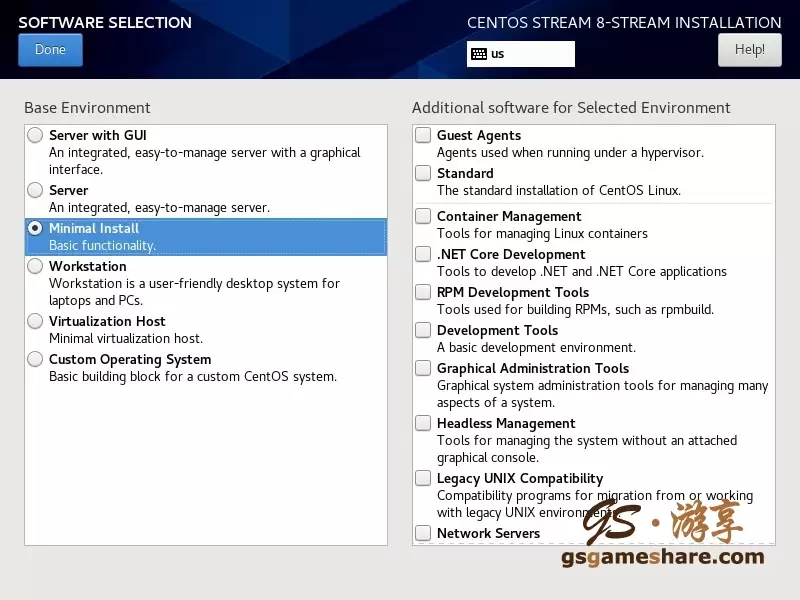 SOFTWARE SELECTION
CENTOS STREAM 8-STREAM INSTALLATION
Done
us
Help!
Base Environment
Server with GUI
An integrated, easy-to-manage server with a graphical
interface.
Server
An integrated, easy-to-manage server.
Minimal Install
Basic functionality.
Workstation
Workstation is a user-friendly desktop system for
laptops and PCs.
Virtualization Host
Minimal virtualization host.
Custom Operating System
Basic building block for a custom CentOS system.
Additional software for Selected Environment
Guest Agents
Agents used when running under a hypervisor.
Standard
The standard installation of CentOS Linux.
Container Management
Tools for managing Linux containers
.NET Core Development
Tools to develop .NET and .NET Core applications
RPM Development Tools
Tools used for building RPMs, such as rpmbuild.
Development Tools
A basic development environment.
Graphical Administration Tools
Graphical system administration tools for managing many
aspects of a system.
Headless Management
Tools for managing the system without an attached
graphical console.
Legacy UNIX Compatibility
Compatibility programs for migration from or working
with legacy UNIX environments.
Network Servers
GS·游享
gsgameshare.com